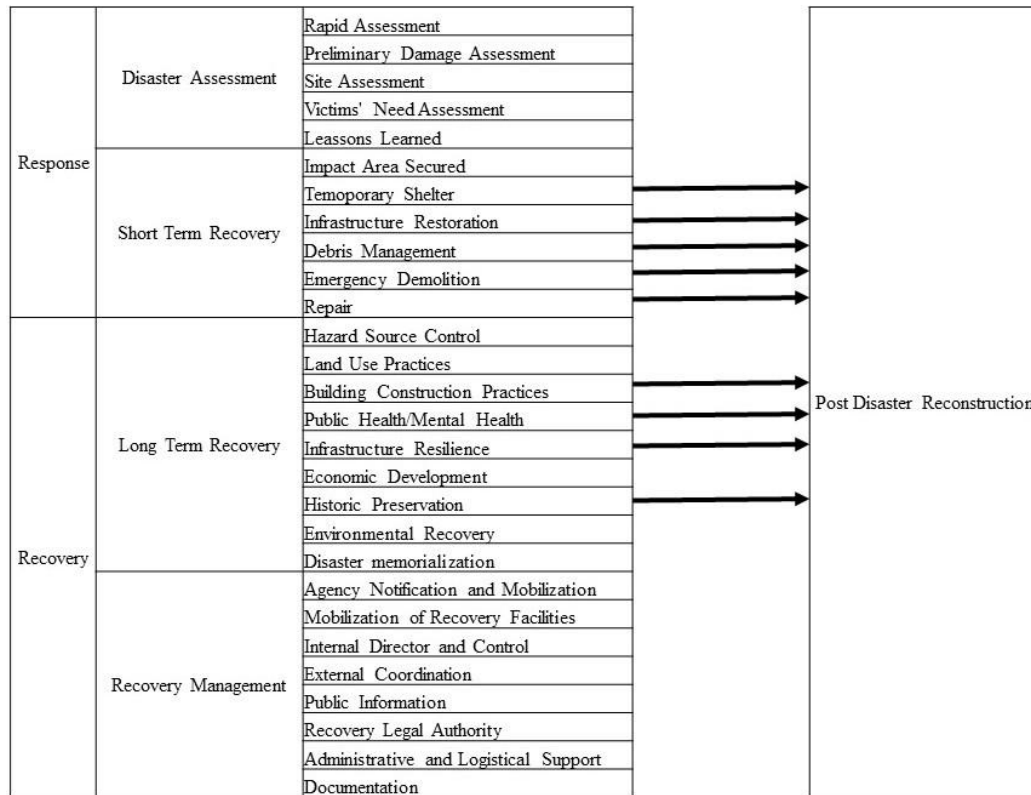 Response
Disaster Assessment
Rapid Assessment
Preliminary Damage Assessment
Site Assessment
Victims' Need Assessment
Leassons Learned
Short Term Recovery
Impact Area Secured
Temoporary Shelter
Infrastructure Restoration
Debris Management
Emergency Demolition
Repair
Recovery
Long Term Recovery
Hazard Source Control
Land Use Practices
Building Construction Practices
Public Health/Mental Health
Infrastructure Resilience
Economic Development
Historic Preservation
Environmental Recovery
Disaster memorialization
Recovery Management
Agency Notification and Mobilization
Mobilization of Recovery Facilities
Internal Director and Control
External Coordination
Public Information
Recovery Legal Authority
Administrative and Logistical Support
Documentation
Post Disaster Reconstruction